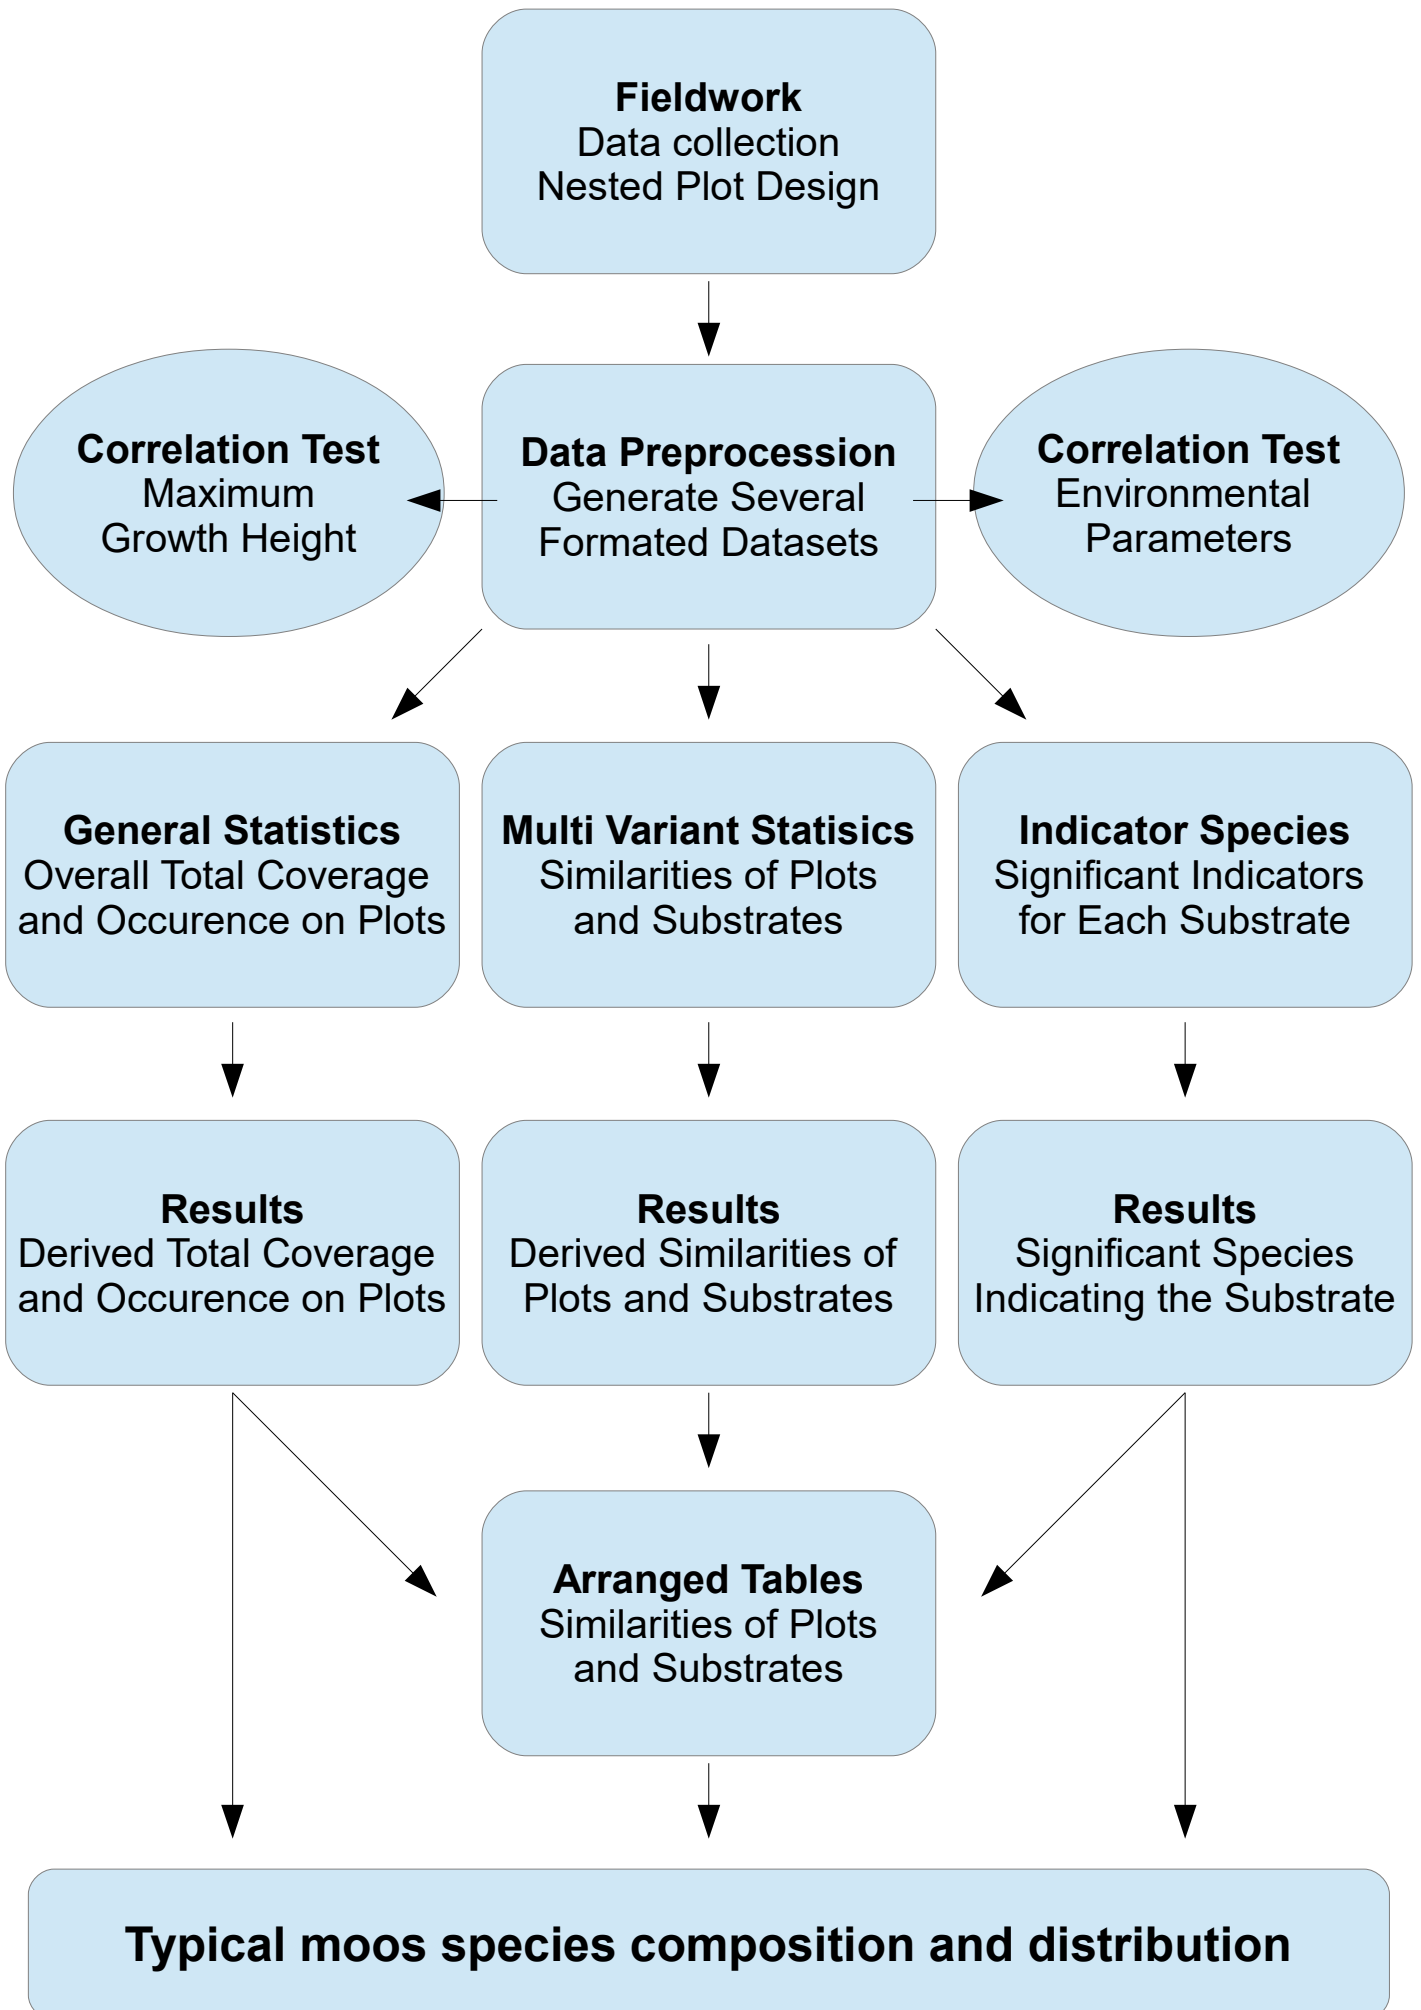 Fieldwork
Data collection
Nested Plot Design
Correlation Test
Maximum
Growth Height
Data Preprocession
Generate Several
Formated Datasets
Correlation Test
Environmental
Parameters
General Statistics
Overall Total Coverage
and Occurence on Plots
Multi Variant Statisics
Similarities of Plots
and Substrates
Indicator Species
Significant Indicators
for Each Substrate
Results
Derived Total Coverage
and Occurence on Plots
Results
Derived Similarities of
Plots and Substrates
Results
Significant Species
Indicating the Substrate
Arranged Tables
Similarities of Plots
and Substrates
Typical moos species composition and distribution